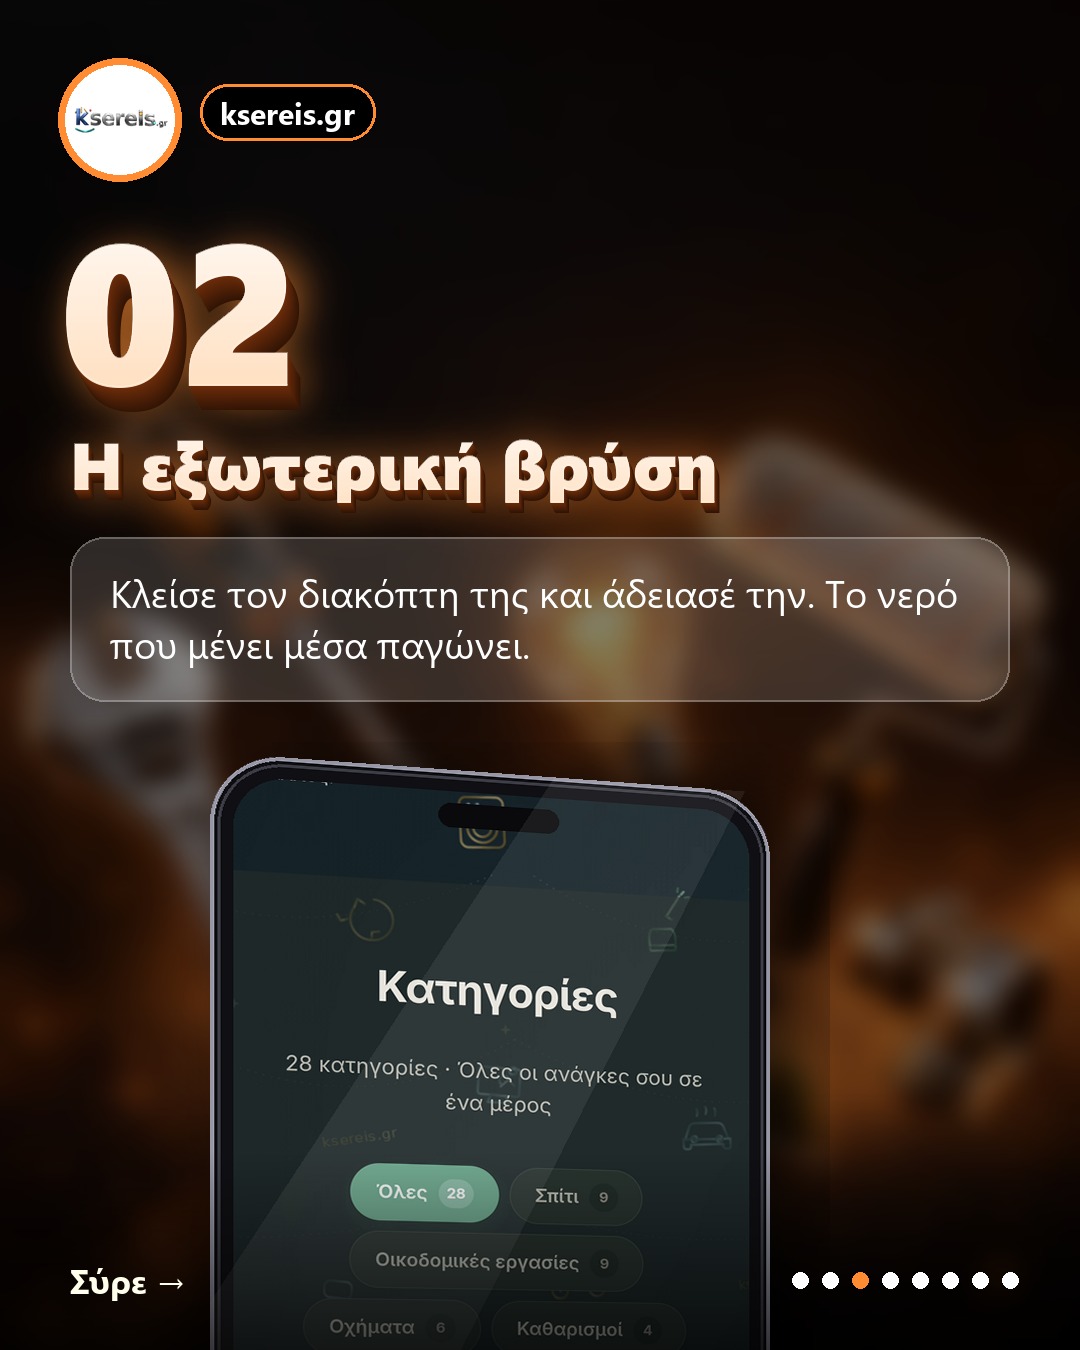 ksereis.gr
ksereis.gr
02
Η εξωτερική βρύση
Κλείσε τον διακόπτη της και άδειασέ την. Το νερό
που μένει μέσα παγώνει.
Κατηγορίες
28 κατηγορίες · Όλες οι ανάγκες σου σε
ένα μέρος
ksereis.gr
Όλες 28
Σπίτι 9
Οικοδομικές εργασίες 9
Οχήματα 6
Καθαρισμοί 4
Σύρε →